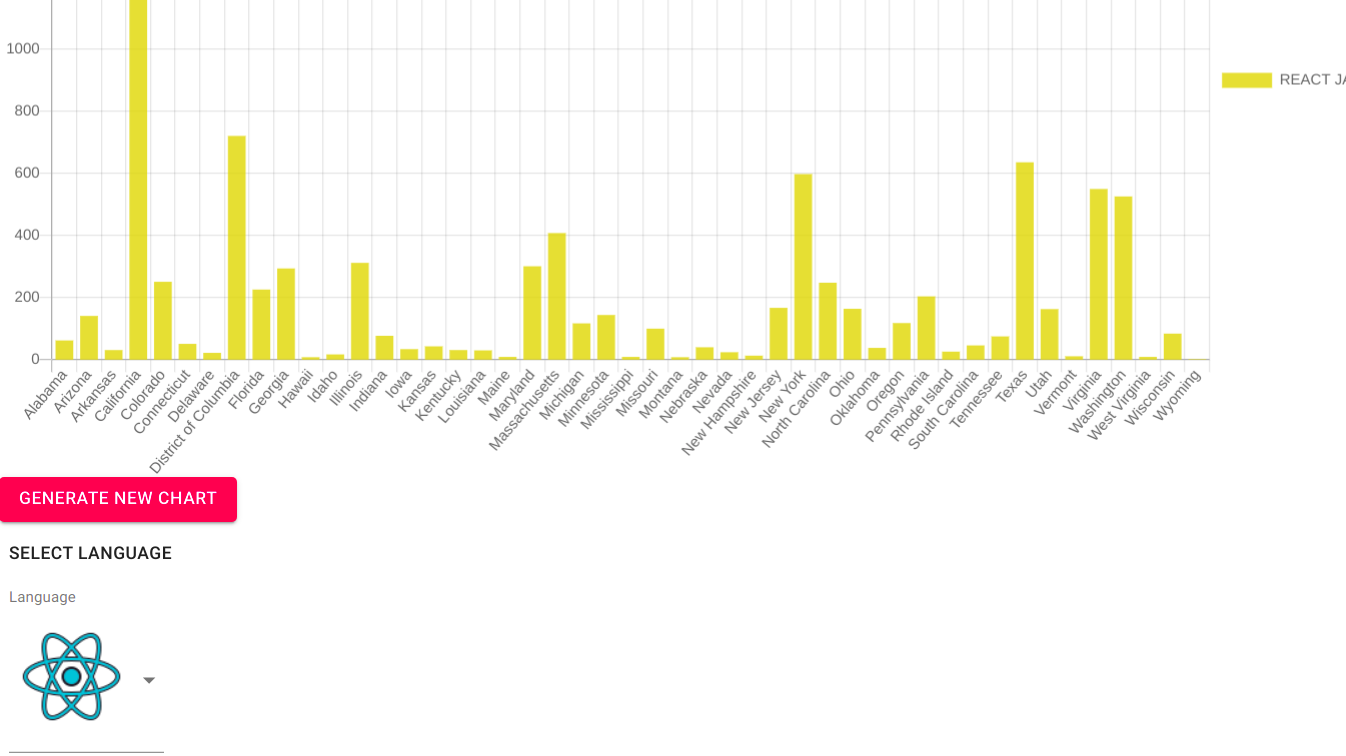 1000
REACT JA
800
600
400
200
0
Alabama
Arizona
Arkansas
California
Colorado
Connecticut
Delaware
District of Columbia
Florida
Georgia
Hawaii
Idaho
Illinois
Indiana
Iowa
Kansas
Kentucky
Louisiana
Maine
Maryland
Massachusetts
Michigan
Minnesota
Mississippi
Missouri
Montana
Nebraska
Nevada
New Hampshire
New Jersey
New York
North Carolina
Ohio
Oklahoma
Oregon
Pennsylvania
Rhode Island
South Carolina
Tennessee
Texas
Utah
Vermont
Virginia
Washington
West Virginia
Wisconsin
Wyoming
GENERATE NEW CHART
SELECT LANGUAGE
Language